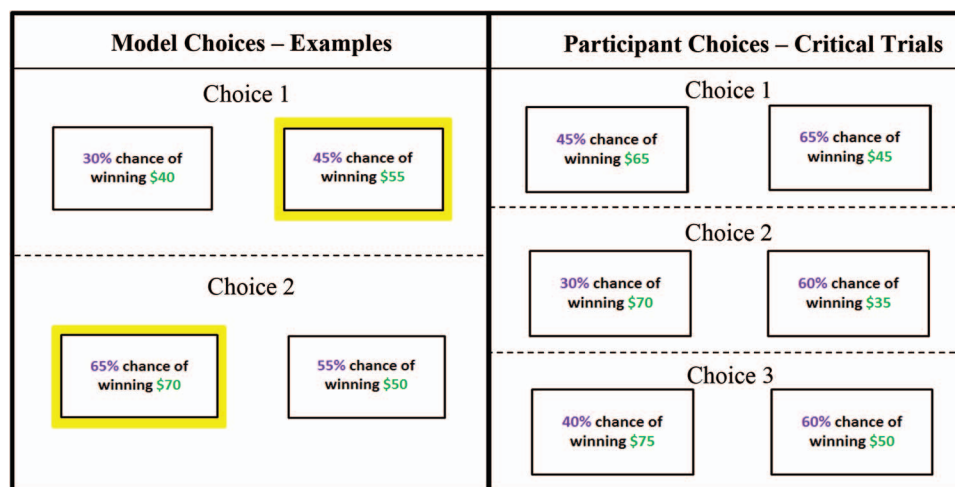 Model Choices – Examples
Choice 1
30% chance of
winning $40
45% chance of
winning $55
Choice 2
65% chance of
winning $70
55% chance of
winning $50
Participant Choices – Critical Trials
Choice 1
45% chance of
winning $65
65% chance of
winning $45
Choice 2
30% chance of
winning $70
60% chance of
winning $35
Choice 3
40% chance of
winning $75
60% chance of
winning $50